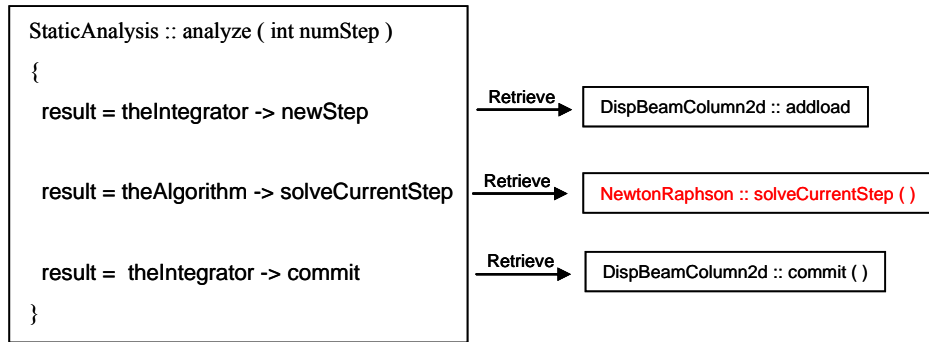 StaticAnalysis :: analyze ( int numStep )
{
result = theIntegrator -> newStep
Retrieve
DispBeamColumn2d :: addload
result = theAlgorithm -> solveCurrentStep
Retrieve
NewtonRaphson :: solveCurrentStep ( )
result = theIntegrator -> commit
Retrieve
DispBeamColumn2d :: commit ( )
}